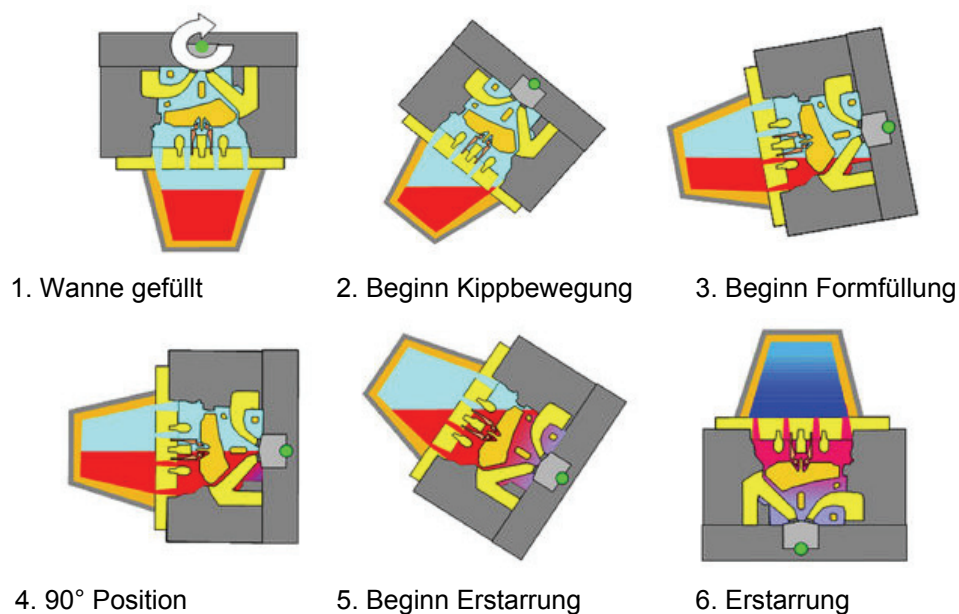 1. Wanne gefüllt
2. Beginn Kippbewegung
3. Beginn Formfüllung
4. 90° Position
5. Beginn Erstarrung
6. Erstarrung